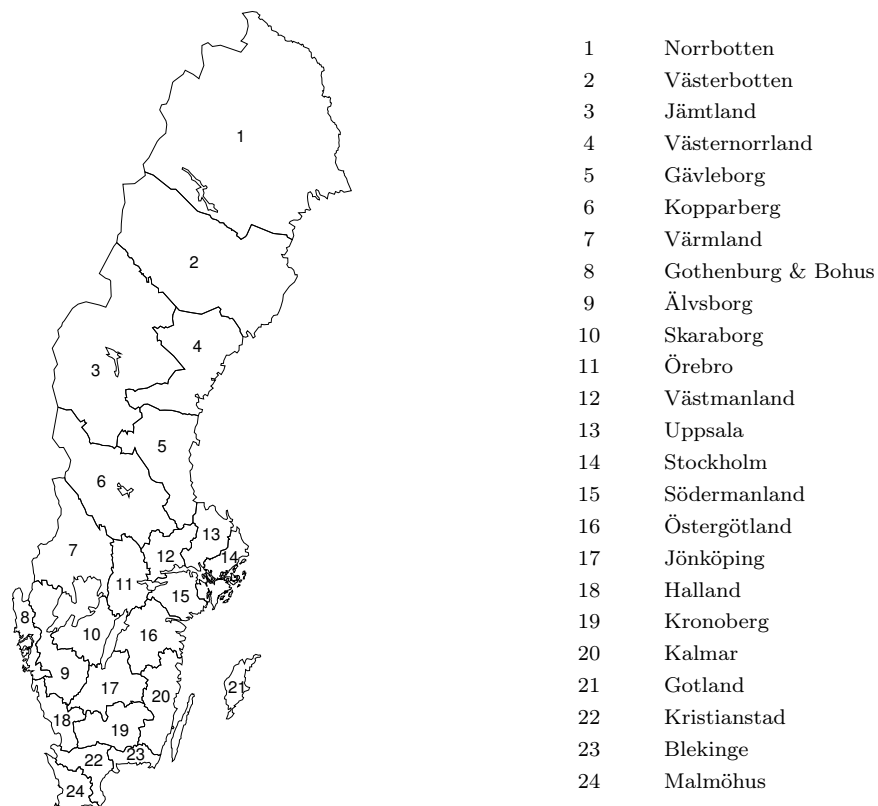 1
2
3
4
5
6
7
8
9
10
11
12
13
14
15
16
17
18
19
20
21
22
23
24
1 Norrbotten
2 Västerbotten
3 Jämtland
4 Västernorrland
5 Gävleborg
6 Kopparberg
7 Värmland
8 Gothenburg & Bohus
9 Älvsborg
10 Skaraborg
11 Örebro
12 Västmanland
13 Uppsala
14 Stockholm
15 Södermanland
16 Östergötland
17 Jönköping
18 Halland
19 Kronoberg
20 Kalmar
21 Gotland
22 Kristianstad
23 Blekinge
24 Malmöhus